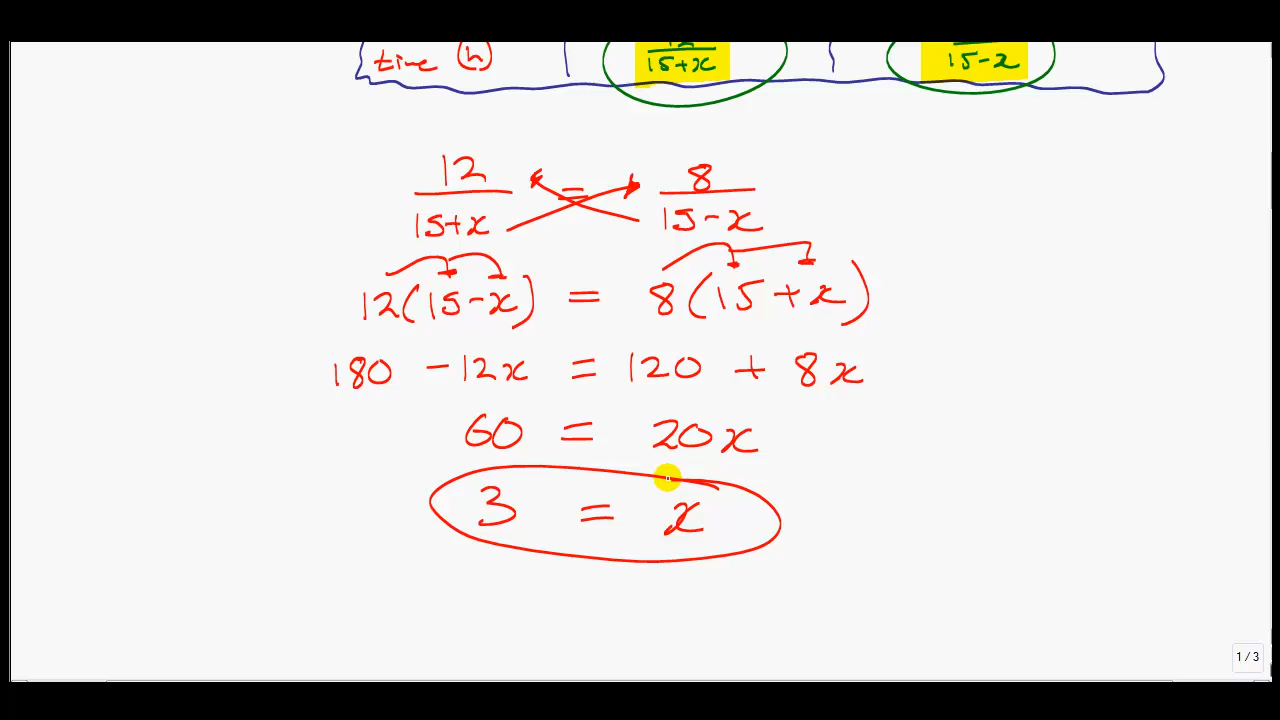 time (h) 12/15+x 15-x
12/15+x = 8/15-x
12(15-x) = 8(15+x)
180 -12x = 120 + 8x
60 = 20x
3 = x
1/3